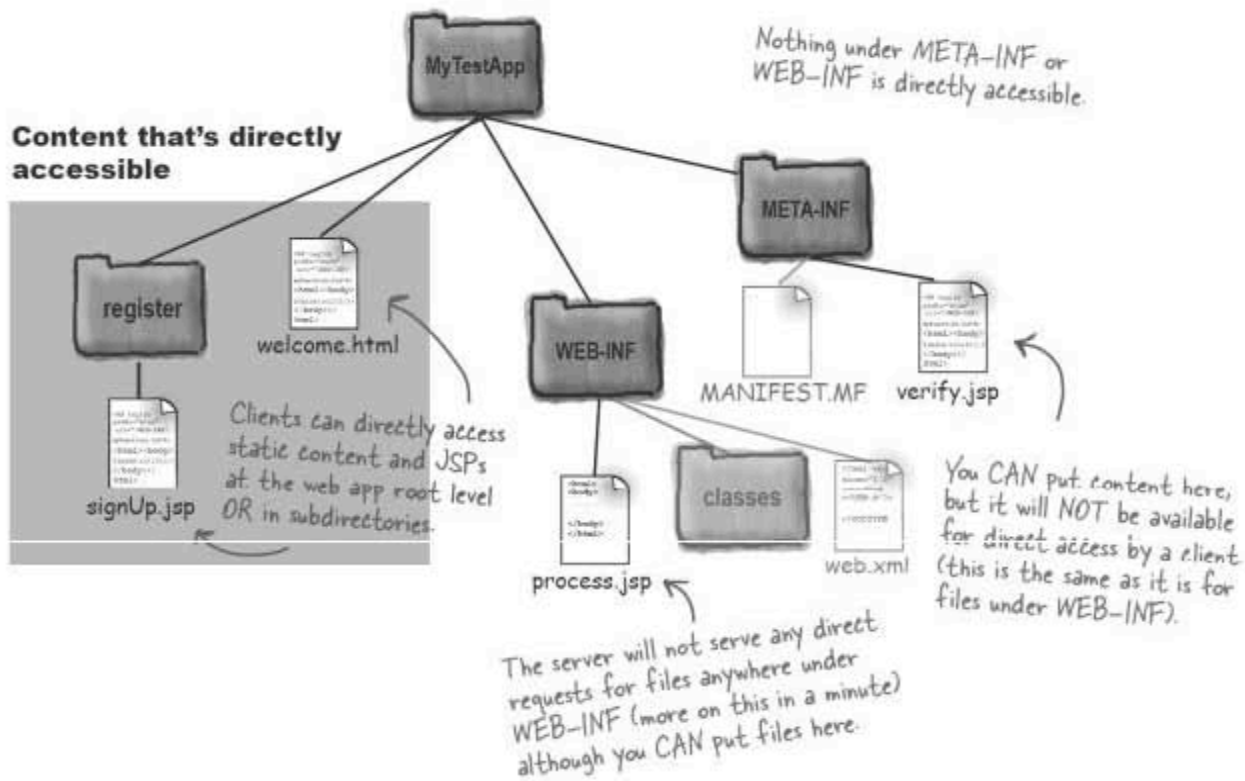 MyTestApp
Nothing under META-INF or
WEB-INF is directly accessible.
Content that's directly
accessible
META-INF
register
welcome.html
WEB-INF
MANIFEST.MF
verify.jsp
Clients can directly access
static content and JSPs
at the web app root level
OR in subdirectories.
signUp.jsp
<html>
<body>
</body>
</html>
process.jsp
classes
web.xml
You CAN put content here,
but it will NOT be available
for direct access by a client
(this is the same as it is for
files under WEB-INF).
The server will not serve any direct
requests for files anywhere under
WEB-INF (more on this in a minute)
although you CAN put files here.